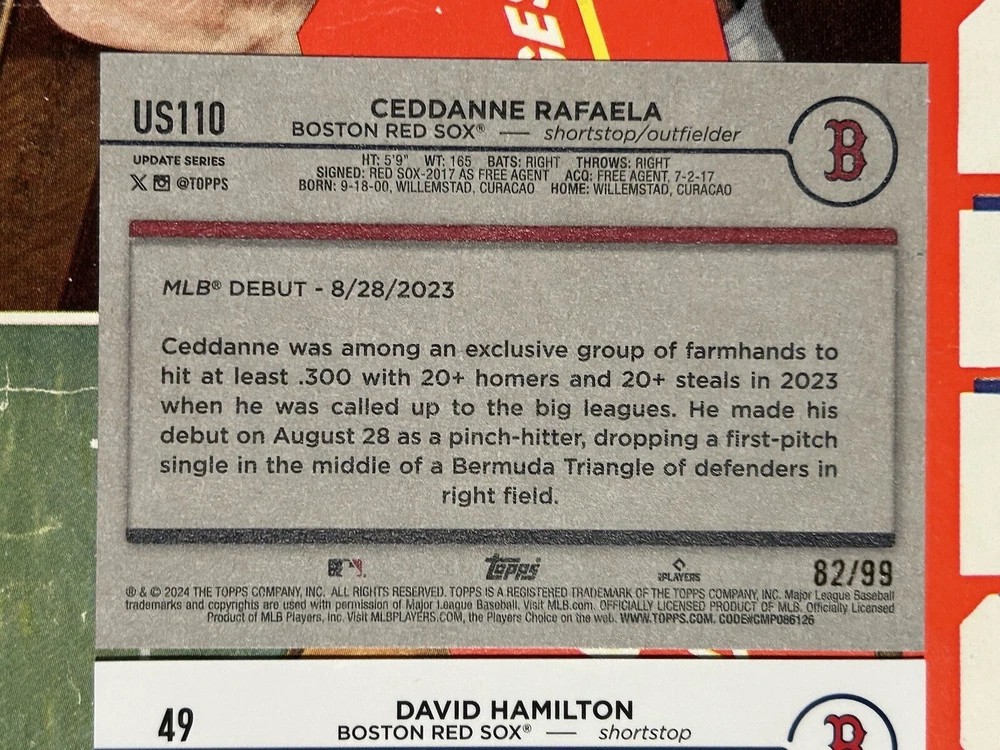 GES
US110
CEDDANNE RAFAELA
BOSTON RED SOX® — shortstop/outfielder
B
UPDATE SERIES
@TOPPS
HT: 5'9" WT: 165 BATS: RIGHT THROWS: RIGHT
SIGNED: RED SOX-2017 AS FREE AGENT ACQ: FREE AGENT, 7-2-17
BORN: 9-18-00, WILLEMSTAD, CURACAO HOME: WILLEMSTAD, CURACAO
MLB® DEBUT - 8/28/2023
Ceddanne was among an exclusive group of farmhands to
hit at least .300 with 20+ homers and 20+ steals in 2023
when he was called up to the big leagues. He made his
debut on August 28 as a pinch-hitter, dropping a first-pitch
single in the middle of a Bermuda Triangle of defenders in
right field.
topps
PLAYERS
82/99
® & © 2024 THE TOPPS COMPANY, INC. ALL RIGHTS RESERVED. TOPPS IS A REGISTERED TRADEMARK OF THE TOPPS COMPANY, INC. Major League Baseball
trademarks and copyrights are used with permission of Major League Baseball. Visit MLB.com. OFFICIALLY LICENSED PRODUCT OF MLB. Officially Licensed
Product of MLB Players, Inc. Visit MLBPLAYERS.COM, the Players Choice on the web. WWW.TOPPS.COM. CODE#CMP086126
49
DAVID HAMILTON
BOSTON RED SOX® — shortstop
B